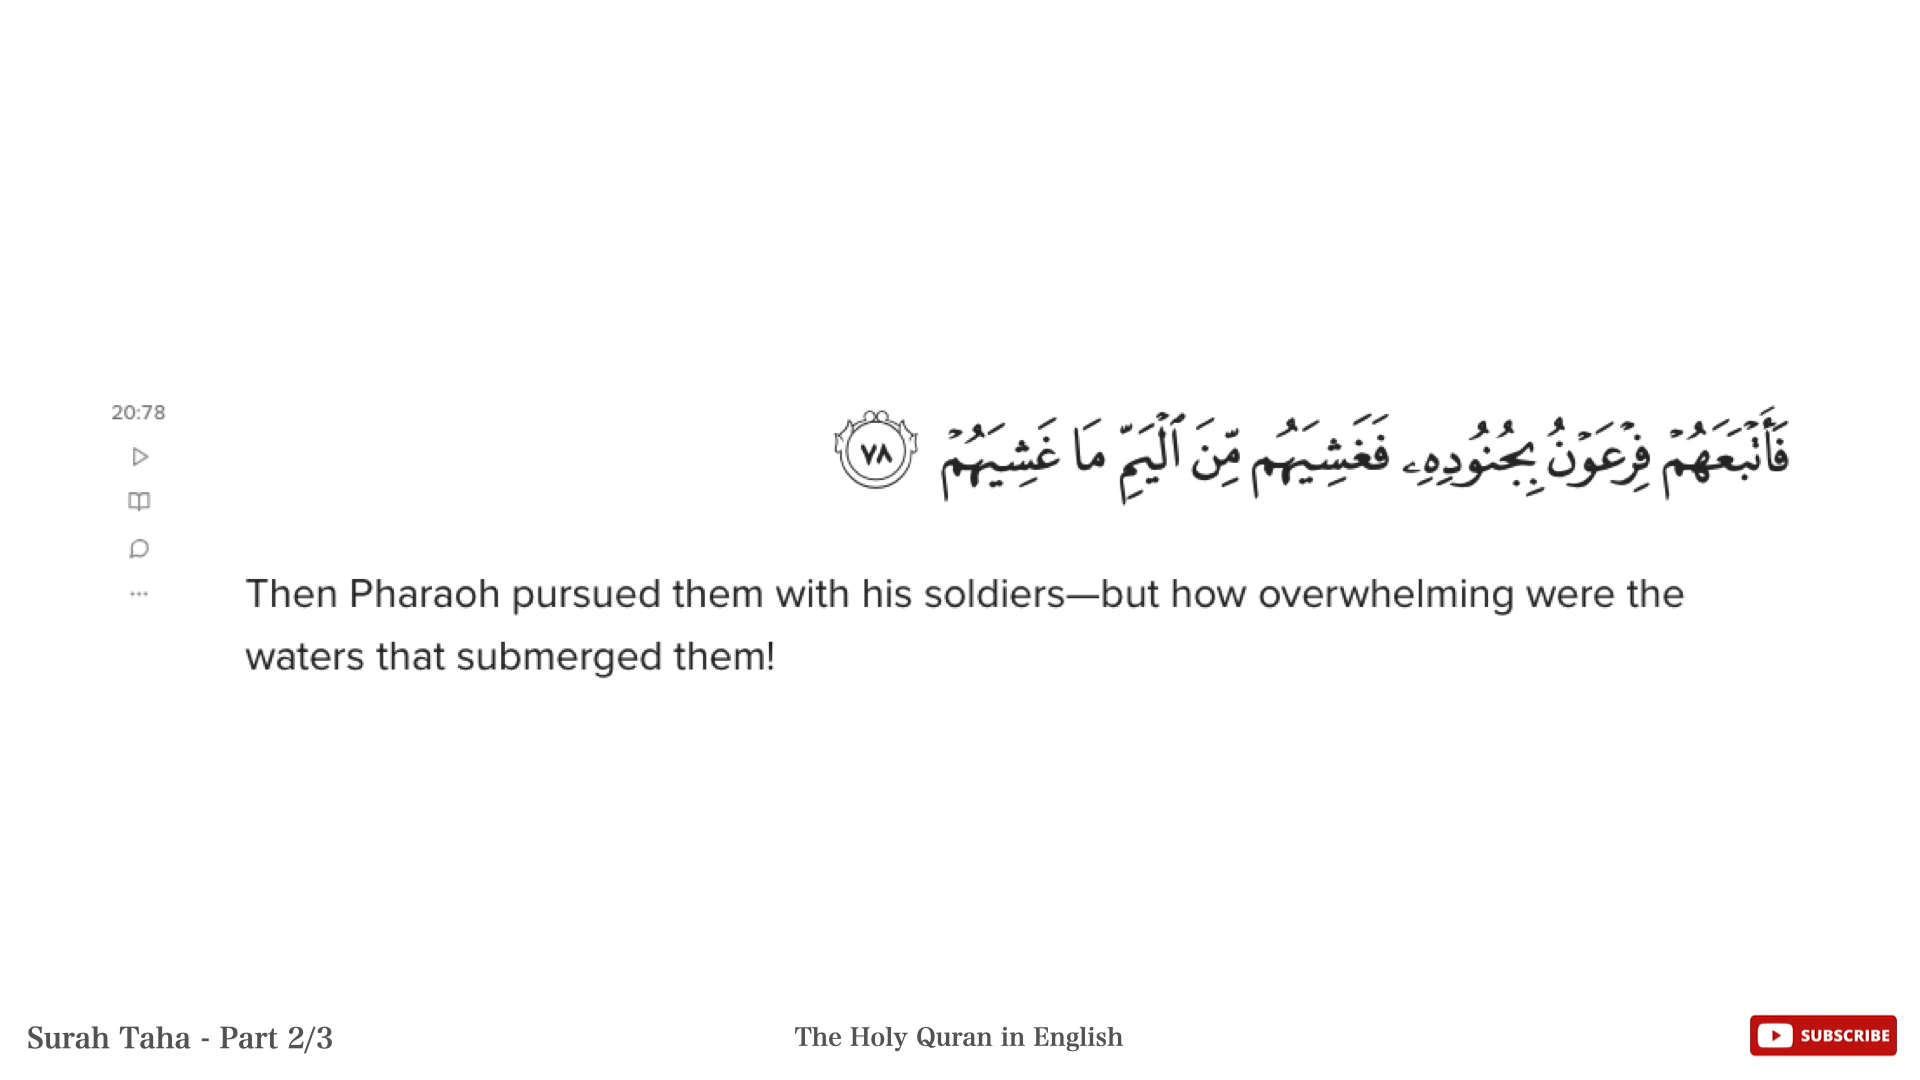 20:78
فَأَتۡبَعَهُمۡ فِرۡعَوۡنُ بِجُنُودِهِۦ فَغَشِيَهُم مِّنَ ٱلۡيَمِّ مَا غَشِيَهُمۡ ٧٨
Then Pharaoh pursued them with his soldiers—but how overwhelming were the
waters that submerged them!
Surah Taha - Part 2/3
The Holy Quran in English
SUBSCRIBE